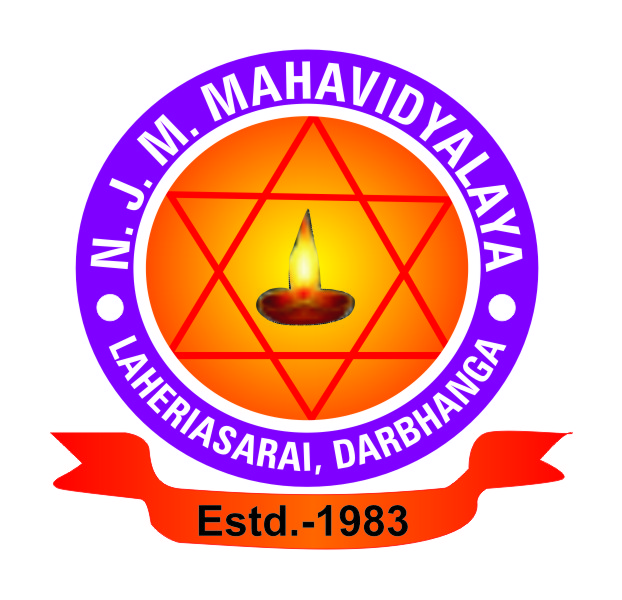 N. J. M. MAHAVIDYALAYA
LAHERIASARAI, DARBHANGA
Estd.-1983